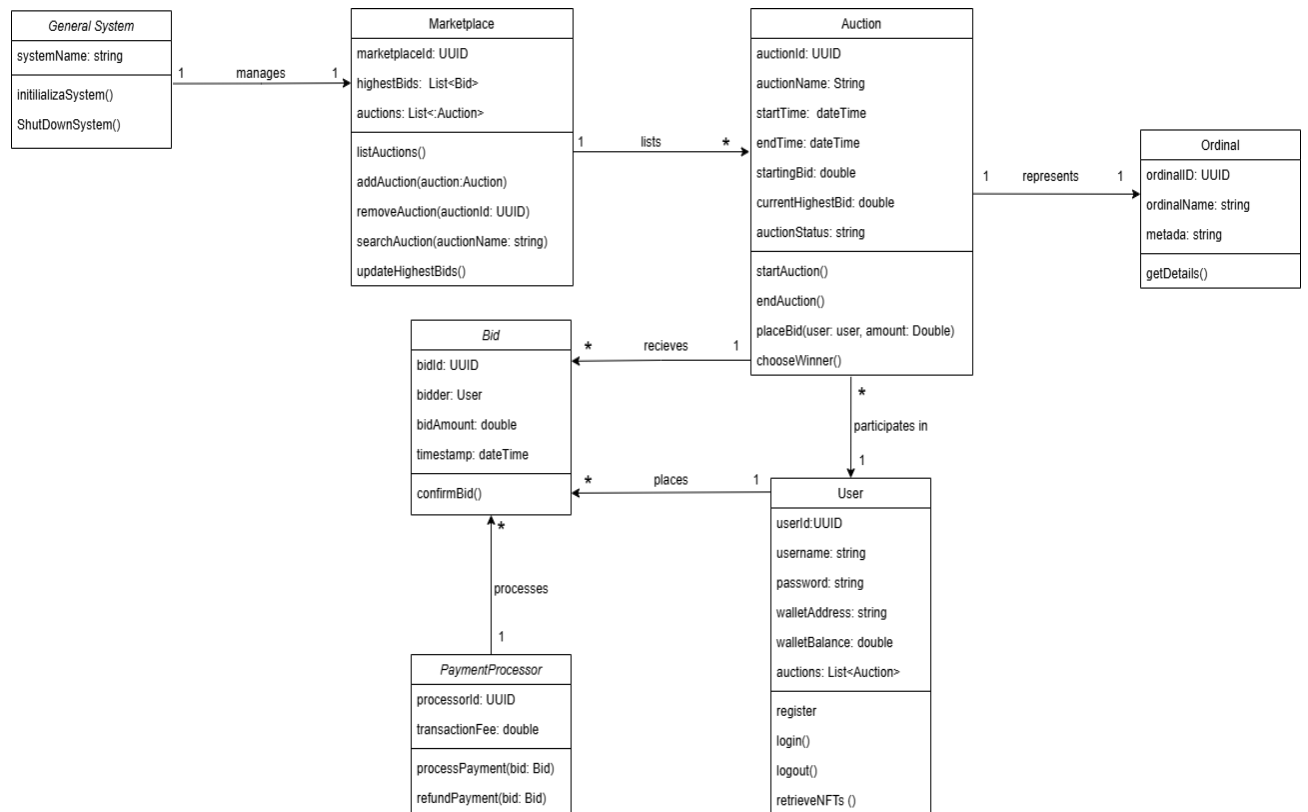 General System
systemName: string
initilializaSystem()
ShutDownSystem()
1 manages 1
Marketplace
marketplaceId: UUID
highestBids:  List<Bid>
auctions: List<:Auction>
listAuctions()
addAuction(auction:Auction)
removeAuction(auctionId: UUID)
searchAuction(auctionName: string)
updateHighestBids()
1 lists *
Auction
auctionId: UUID
auctionName: String
startTime:  dateTime
endTime: dateTime
startingBid: double
currentHighestBid: double
auctionStatus: string
startAuction()
endAuction()
placeBid(user: user, amount: Double)
chooseWinner()
1 represents 1
Ordinal
ordinalID: UUID
ordinalName: string
metada: string
getDetails()
Bid
bidId: UUID
bidder: User
bidAmount: double
timestamp: dateTime
confirmBid()
* recieves 1
*
participates in
1
* places 1
User
userId:UUID
username: string
password: string
walletAddress: string
walletBalance: double
auctions: List<Auction>
register
login()
logout()
retrieveNFTs ()
*
processes
1
PaymentProcessor
processorId: UUID
transactionFee: double
processPayment(bid: Bid)
refundPayment(bid: Bid)